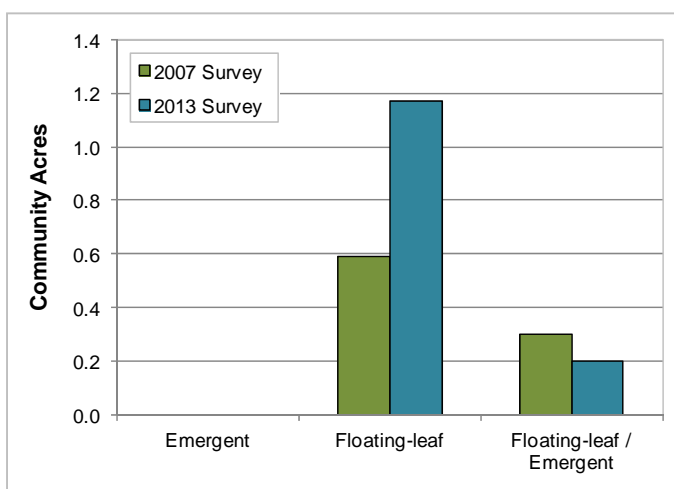 1.4
1.2
1.0
0.8
0.6
0.4
0.2
0.0
Community Acres
2007 Survey
2013 Survey
Emergent
Floating-leaf
Floating-leaf /
Emergent